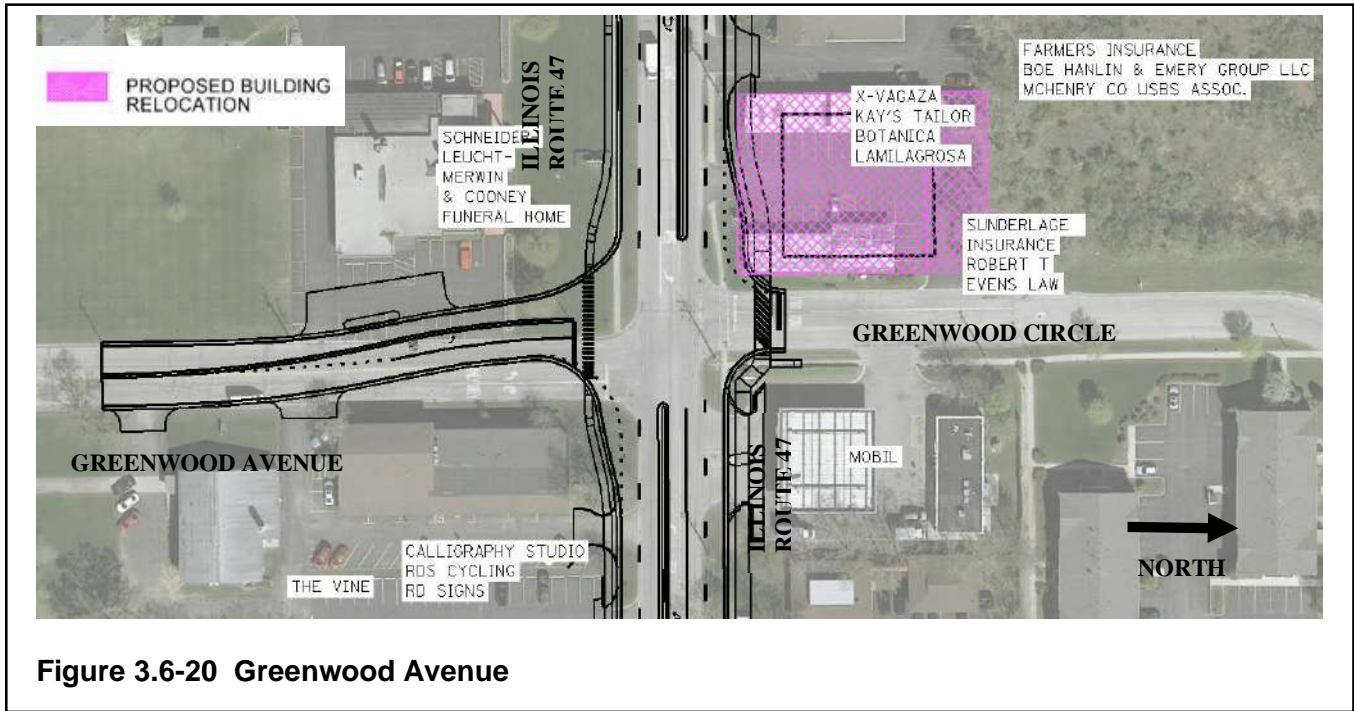 PROPOSED BUILDING
RELOCATION
ILLINOIS
ROUTE 47
SCHNEIDER
LEUCHT-
MERWIN
& COONEY
FUNERAL HOME
X-VAGAZA
KAY'S TAILOR
BOTANICA
LAMILAGROSA
FARMERS INSURANCE
BOE HANLIN & EMERY GROUP LLC
MCHENRY CO USBS ASSOC.
SUNDERLAGE
INSURANCE
ROBERT T
EVENS LAW
GREENWOOD CIRCLE
GREENWOOD AVENUE
MOBIL
ILLINOIS
ROUTE 47
CALLIGRAPHY STUDIO
RDS CYCLING
RD SIGNS
THE VINE
NORTH
Figure 3.6-20 Greenwood Avenue